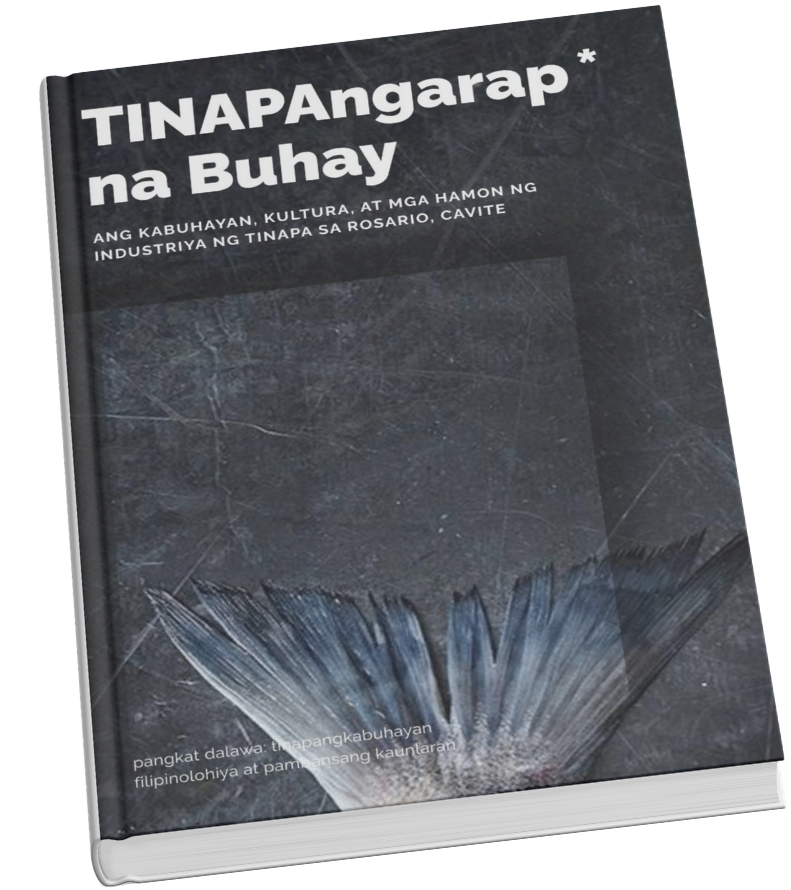 TINAPAngarap*
na Buhay
ANG KABUHAYAN, KULTURA, AT MGA HAMON NG
INDUSTRIYA NG TINAPA SA ROSARIO, CAVITE
pangkat dalawa: tinapangkabuhayan
filipinolohiya at pambansang kaunlaran